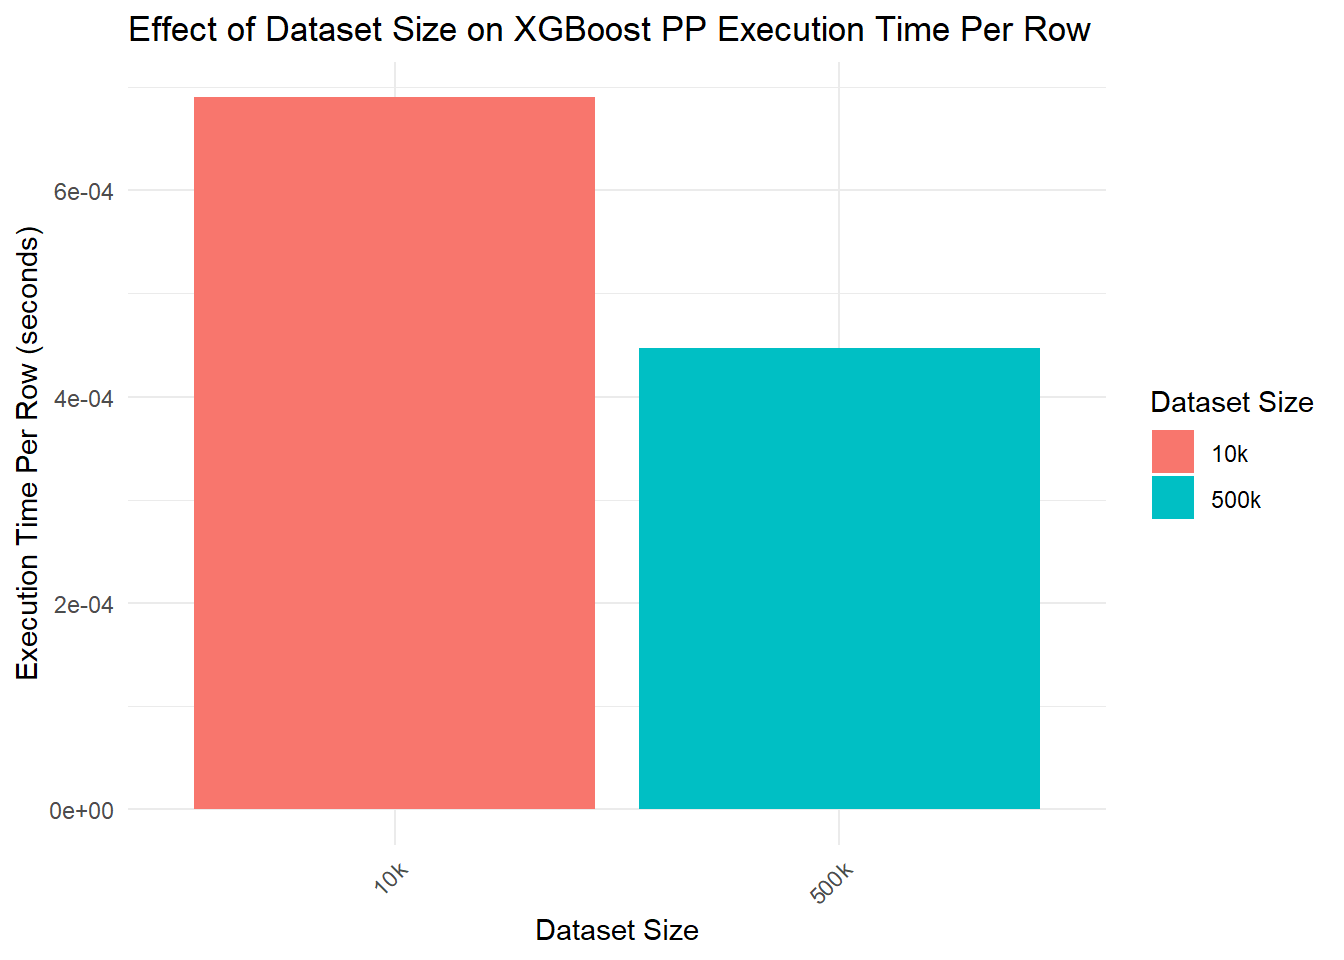 Effect of Dataset Size on XGBoost PP Execution Time Per Row
Execution Time Per Row (seconds)
6e-04
4e-04
2e-04
0e+00
10k
500k
Dataset Size
Dataset Size
10k
500k